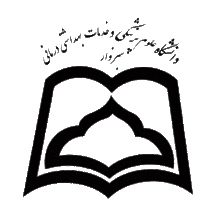 دانشگاه علوم پزشکی و خدمات بهداشتی درمانی
سبزوار